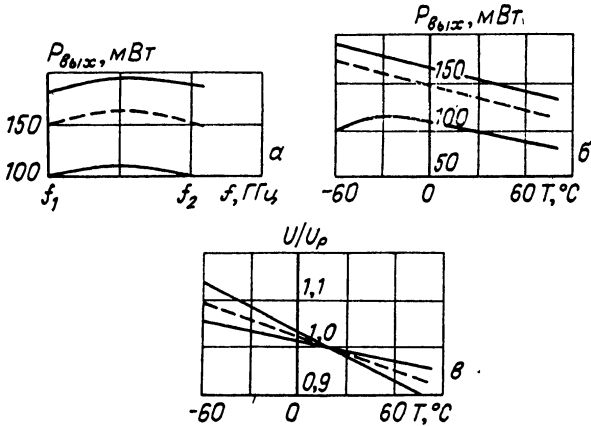 Pвых, мВт
150
100
f1 f2 f, ГГц
а
Pвых, мВт
150
100
50
-60 0 60 T,°C
б
U/Up
1,1
1,0
0,9
-60 0 60 T,°C
в